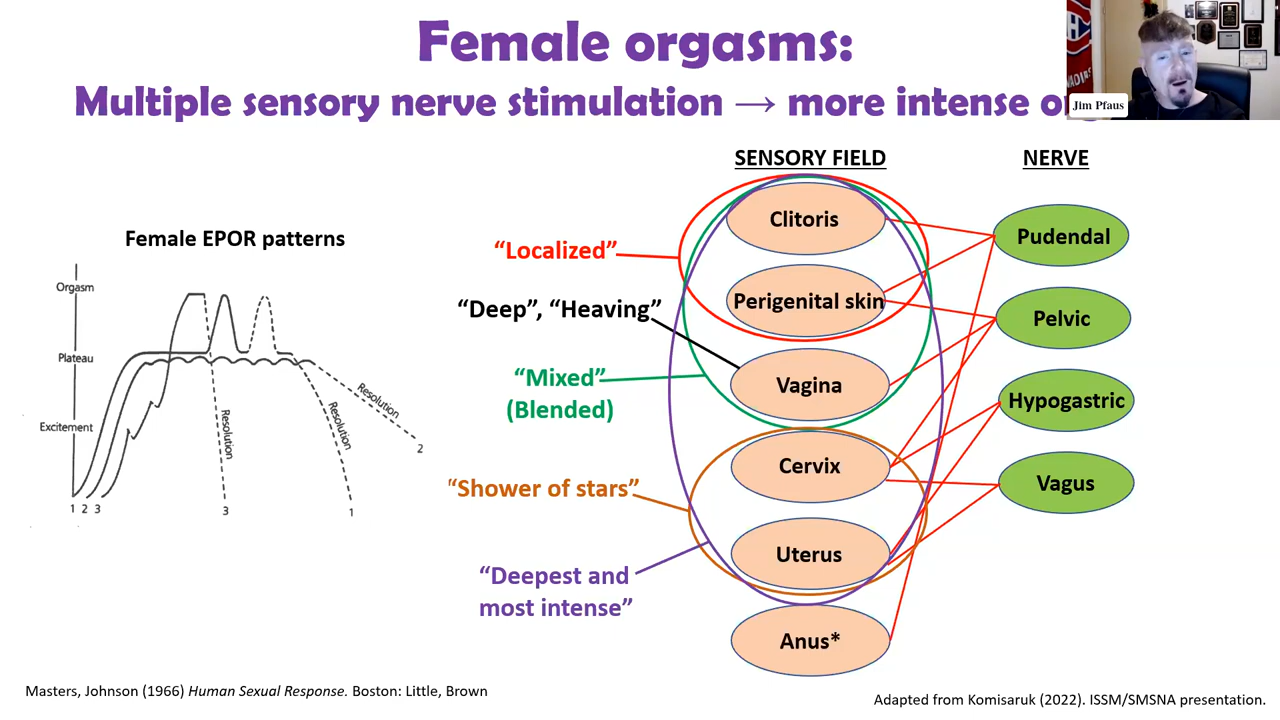 Female orgasms:
Multiple sensory nerve stimulation → more intense
Jim Pfaus
SENSORY FIELD
NERVE
Female EPOR patterns
Orgasm
Plateau
Excitement
1 2 3
Resolution
3
Resolution
1
Resolution
2
“Localized”
“Deep”, “Heaving”
“Mixed”
(Blended)
“Shower of stars”
“Deepest and
most intense”
Clitoris
Perigenital skin
Vagina
Cervix
Uterus
Anus*
Pudendal
Pelvic
Hypogastric
Vagus
Masters, Johnson (1966) Human Sexual Response. Boston: Little, Brown
Adapted from Komisaruk (2022). ISSM/SMSNA presentation.